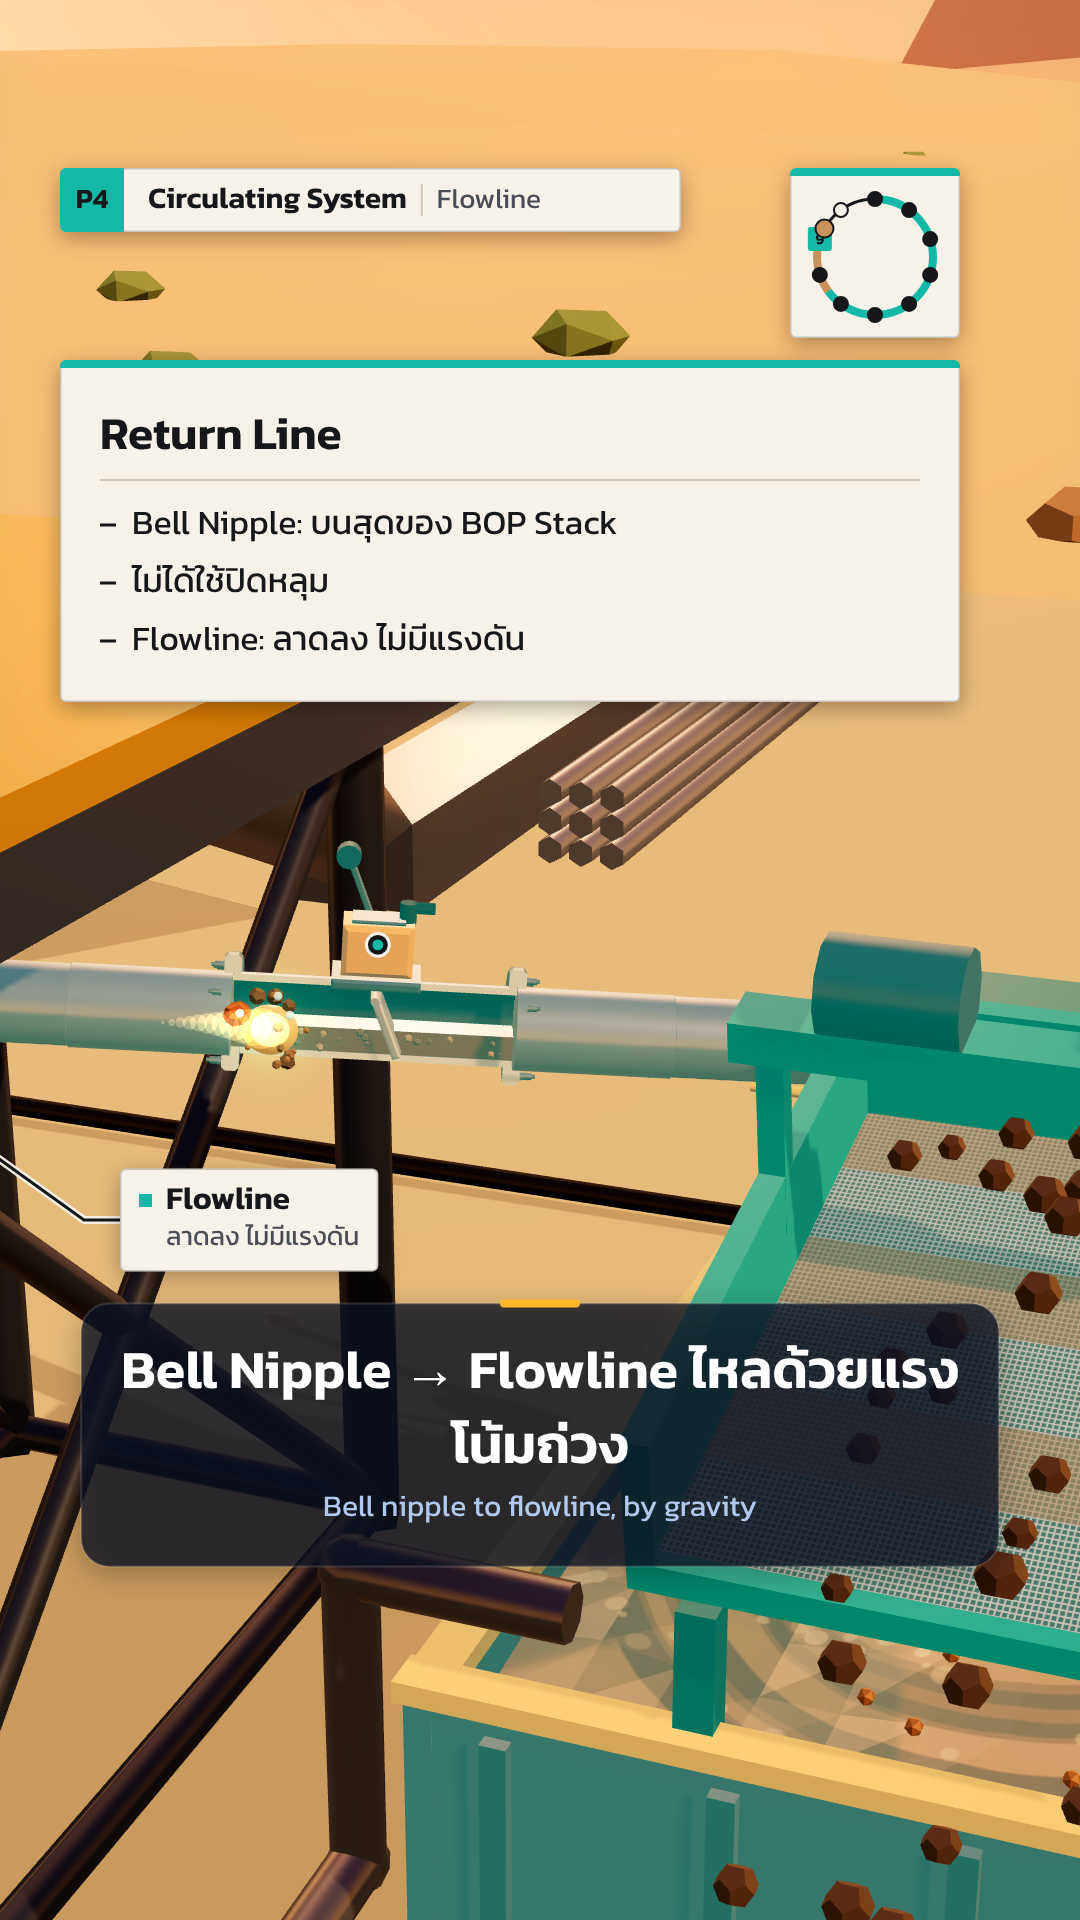 P4 Circulating System Flowline
9
Return Line
– Bell Nipple: บนสุดของ BOP Stack
– ไม่ได้ใช้ปิดหลุม
– Flowline: ลาดลง ไม่มีแรงดัน
Flowline
ลาดลง ไม่มีแรงดัน
Bell Nipple → Flowline ไหลด้วยแรง
โน้มถ่วง
Bell nipple to flowline, by gravity